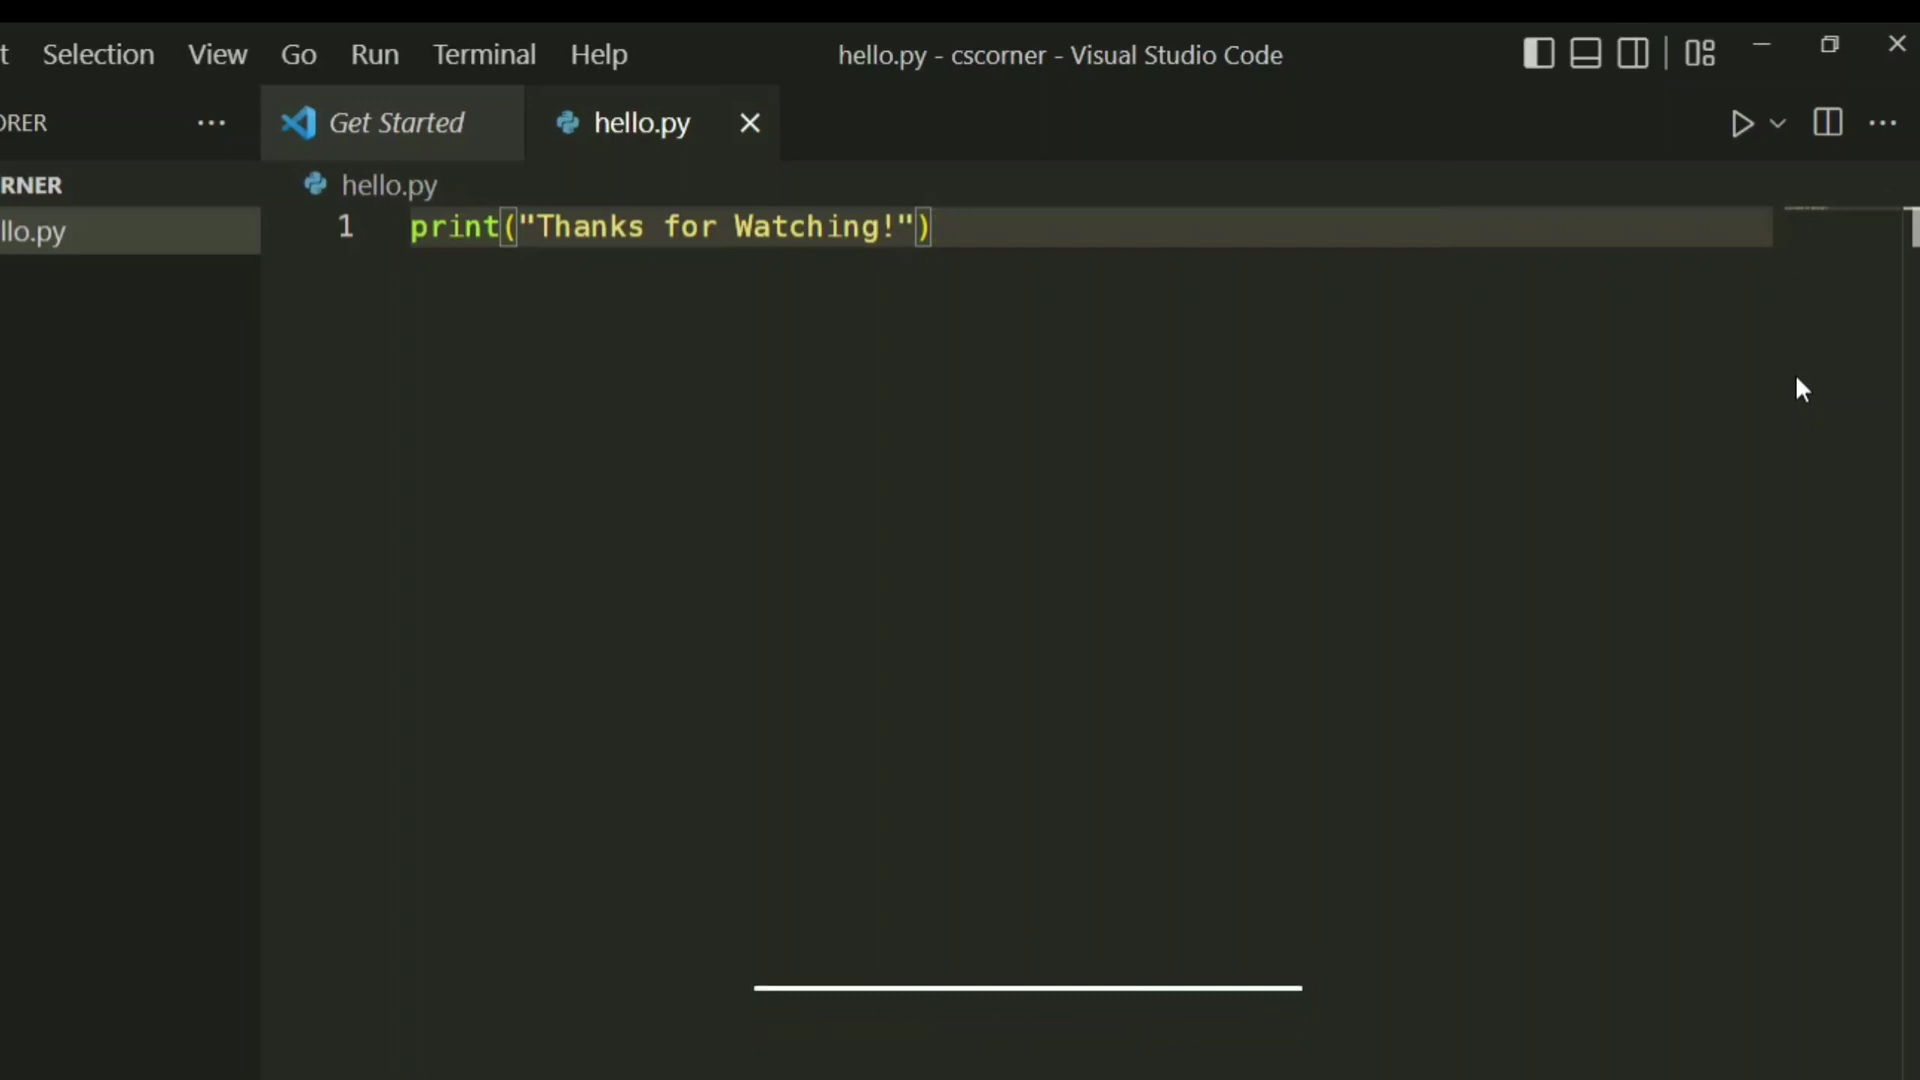 t Selection View Go Run Terminal Help hello.py - cscorner - Visual Studio Code
ORER ··· Get Started hello.py
RNER hello.py
llo.py 1 print("Thanks for Watching!")